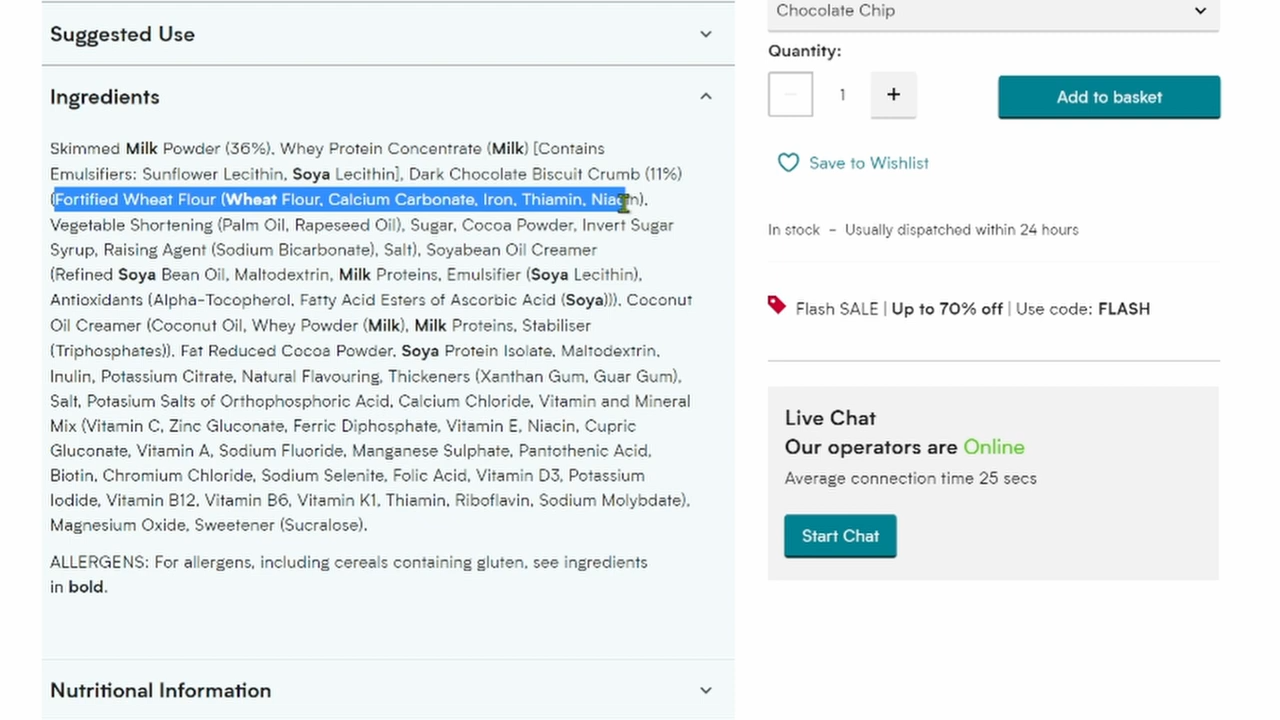 Suggested Use
Ingredients
Skimmed Milk Powder (36%), Whey Protein Concentrate (Milk) [Contains
Emulsifiers: Sunflower Lecithin, Soya Lecithin], Dark Chocolate Biscuit Crumb (11%)
(Fortified Wheat Flour (Wheat Flour, Calcium Carbonate, Iron, Thiamin, Niacin),
Vegetable Shortening (Palm Oil, Rapeseed Oil), Sugar, Cocoa Powder, Invert Sugar
Syrup, Raising Agent (Sodium Bicarbonate), Salt), Soyabean Oil Creamer
(Refined Soya Bean Oil, Maltodextrin, Milk Proteins, Emulsifier (Soya Lecithin),
Antioxidants (Alpha-Tocopherol, Fatty Acid Esters of Ascorbic Acid (Soya))), Coconut
Oil Creamer (Coconut Oil, Whey Powder (Milk), Milk Proteins, Stabiliser
(Triphosphates)), Fat Reduced Cocoa Powder, Soya Protein Isolate, Maltodextrin,
Inulin, Potassium Citrate, Natural Flavouring, Thickeners (Xanthan Gum, Guar Gum),
Salt, Potasium Salts of Orthophosphoric Acid, Calcium Chloride, Vitamin and Mineral
Mix (Vitamin C, Zinc Gluconate, Ferric Diphosphate, Vitamin E, Niacin, Cupric
Gluconate, Vitamin A, Sodium Fluoride, Manganese Sulphate, Pantothenic Acid,
Biotin, Chromium Chloride, Sodium Selenite, Folic Acid, Vitamin D3, Potassium
Iodide, Vitamin B12, Vitamin B6, Vitamin K1, Thiamin, Riboflavin, Sodium Molybdate),
Magnesium Oxide, Sweetener (Sucralose).
ALLERGENS: For allergens, including cereals containing gluten, see ingredients
in bold.
Nutritional Information
Chocolate Chip
Quantity:
1
+
Add to basket
Save to Wishlist
In stock - Usually dispatched within 24 hours
Flash SALE | Up to 70% off | Use code: FLASH
Live Chat
Our operators are Online
Average connection time 25 secs
Start Chat